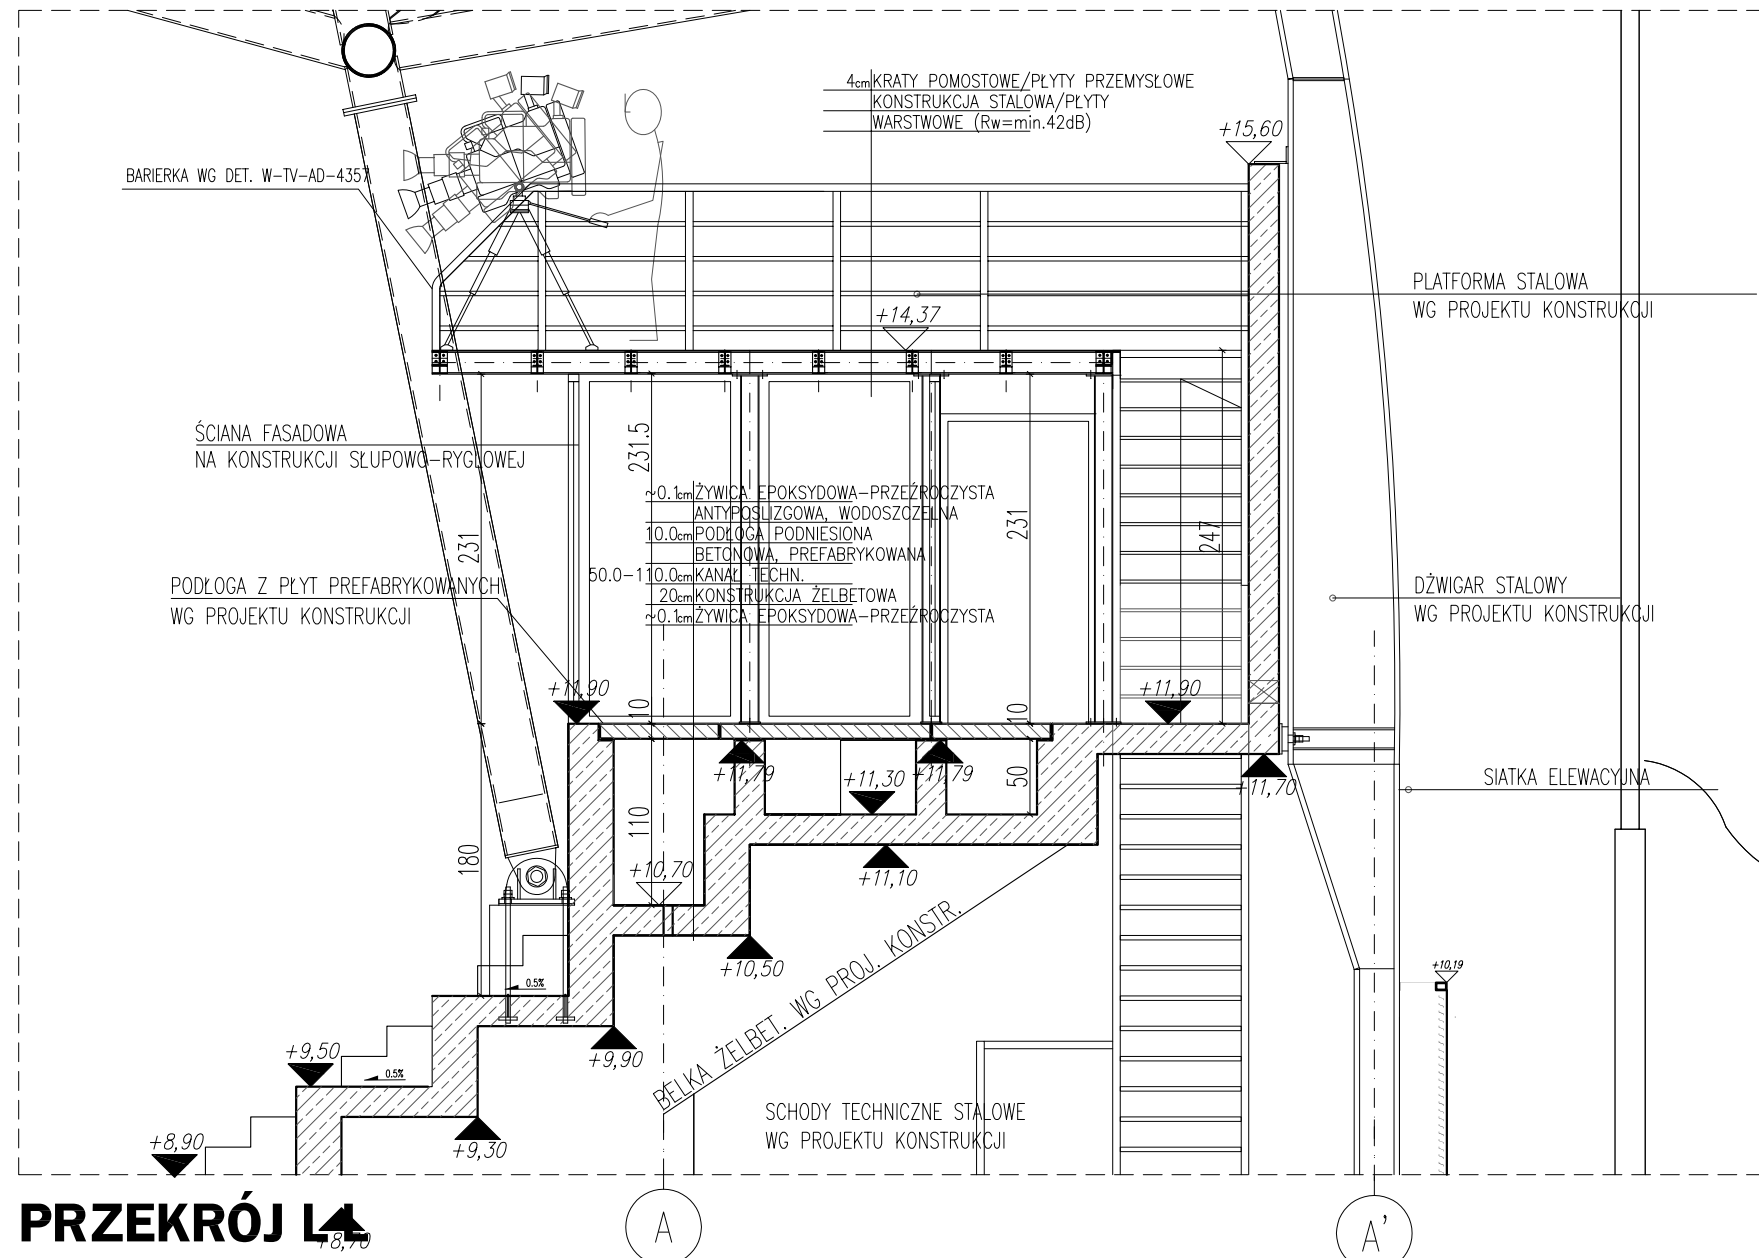 4cm KRATY POMOSTOWE/PŁYTY PRZEMYSŁOWE
KONSTRUKCJA STALOWA/PŁYTY
WARSTWOWE (Rw=min.42dB)
+15,60
BARIERKA WG DET. W-TV-AD-4357
PLATFORMA STALOWA
WG PROJEKTU KONSTRUKCJI
+14,37
ŚCIANA FASADOWA
NA KONSTRUKCJI SŁUPOWO-RYGLOWEJ
231.5
~0.1cm ŻYWICA EPOKSYDOWA-PRZEŹROCZYSTA
ANTYPOSLIZGOWA, WODOSZCZELNA
10.0cm PODŁOGA PODNIESIONA
BETONOWA, PREFABRYKOWANA
50.0-110.0cm KANAŁ TECHN.
20cm KONSTRUKCJA ŻELBETOWA
~0.1cm ŻYWICA EPOKSYDOWA-PRZEŹROCZYSTA
231
231
247
PODŁOGA Z PŁYT PREFABRYKOWANYCH
WG PROJEKTU KONSTRUKCJI
DŹWIGAR STALOWY
WG PROJEKTU KONSTRUKCJI
+11,90
+11,90
10
10
+11,79
+11,30
+11,79
50
+11,70
SIATKA ELEWACYJNA
110
180
+10,70
+11,10
+10,50
+10,19
0.5%
BELKA ŻELBET. WG PROJ. KONSTR.
+9,90
+9,50
0.5%
+9,30
+8,90
SCHODY TECHNICZNE STALOWE
WG PROJEKTU KONSTRUKCJI
PRZEKRÓJ L-L
+8,70
A
A'